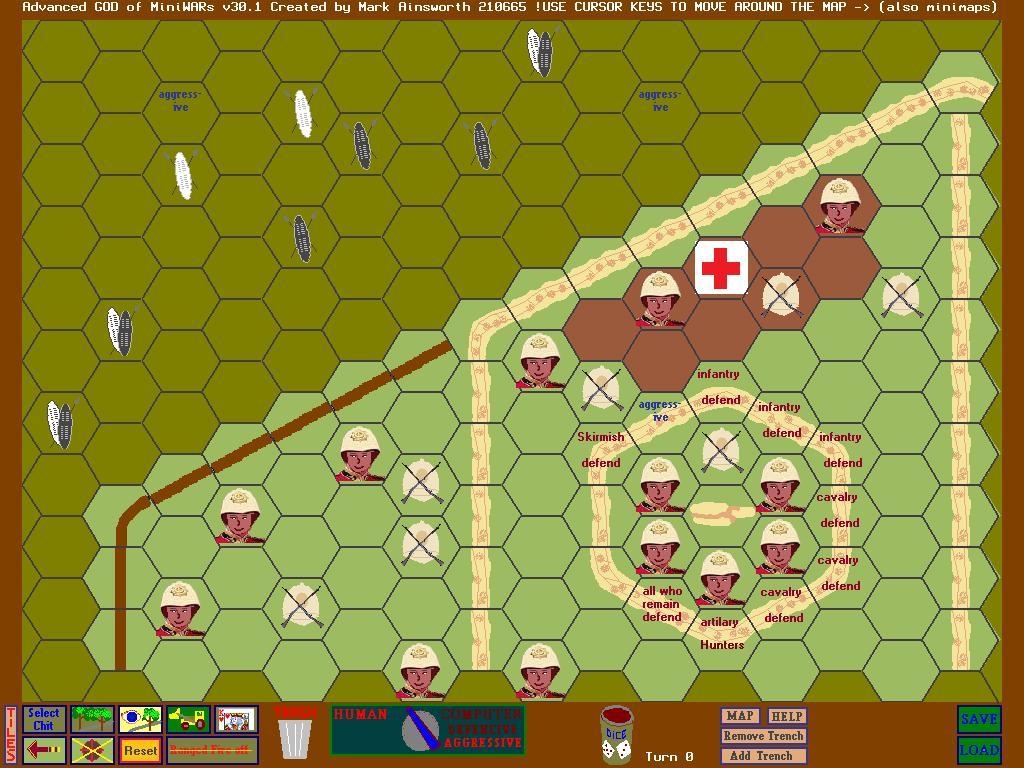 Advanced GOD of MiniWARs v30.1 Created by Mark Ainsworth 210665 !USE CURSOR KEYS TO MOVE AROUND THE MAP -> (also minimaps)
aggress-
ive
aggress-
ive
infantry
defend
aggress-
ive
infantry
defend
Skirmish
defend
infantry
defend
cavalry
defend
cavalry
defend
all who
remain
defend
cavalry
defend
artilary
Hunters
TILES
Select
Chit
Reset
Ranged Fire off
TRASH
HUMAN
COMPUTER
DEFENCIVE
AGGRESSIVE
DICE
Turn 0
MAP
HELP
Remove Trench
Add Trench
SAVE
LOAD